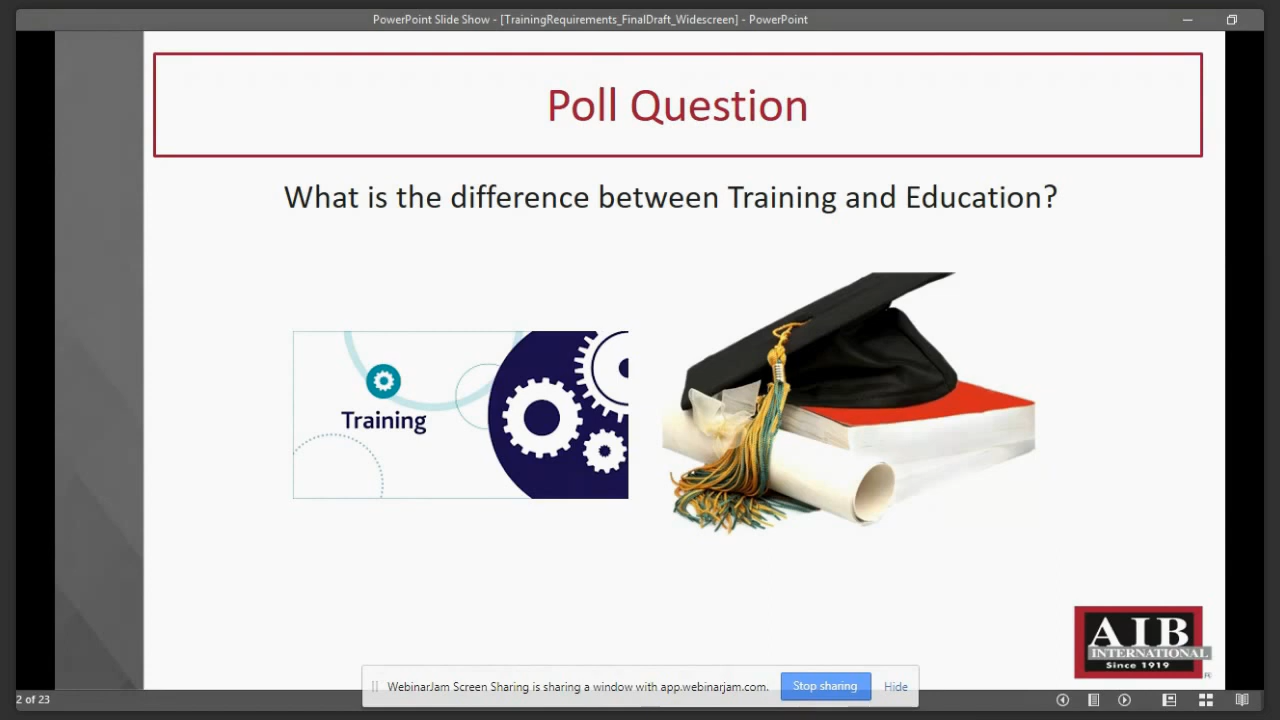 PowerPoint Slide Show - [TrainingRequirements_FinalDraft_Widescreen] - PowerPoint
Poll Question
What is the difference between Training and Education?
Training
AIB
INTERNATIONAL
Since 1919
WebinarJam Screen Sharing is sharing a window with app.webinarjam.com.
Stop sharing
Hide
2 of 23